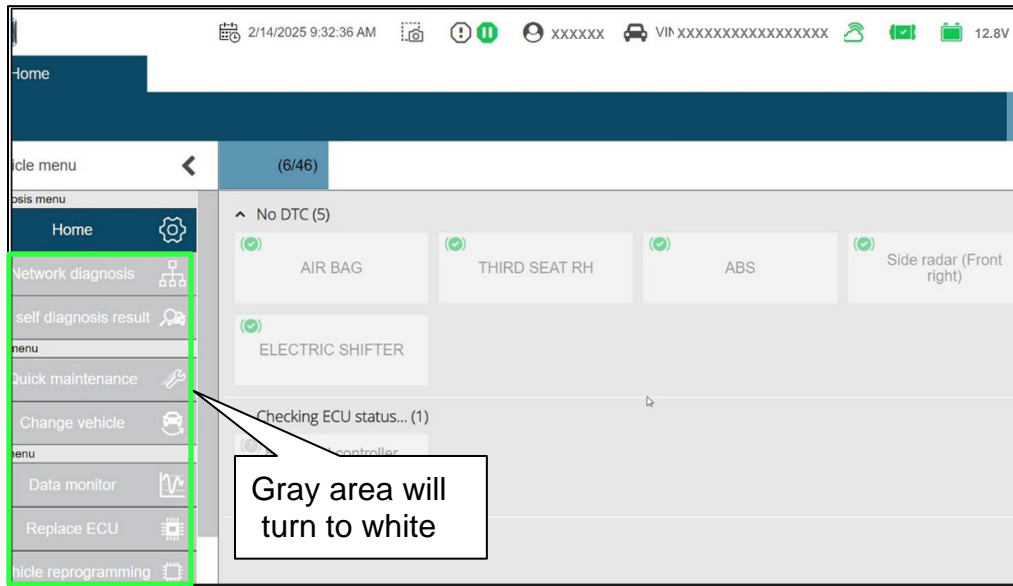 2/14/2025 9:32:36 AM xxxxxx VIN xxxxxxxxxxxxxxxxx 12.8V
Home
icle menu
(6/46)
osis menu
Home
Network diagnosis
self diagnosis result
menu
Quick maintenance
Change vehicle
enu
Data monitor
Replace ECU
hicle reprogramming
No DTC (5)
AIR BAG
THIRD SEAT RH
ABS
Side radar (Front
right)
ELECTRIC SHIFTER
Checking ECU status... (1)
controller
Gray area will
turn to white